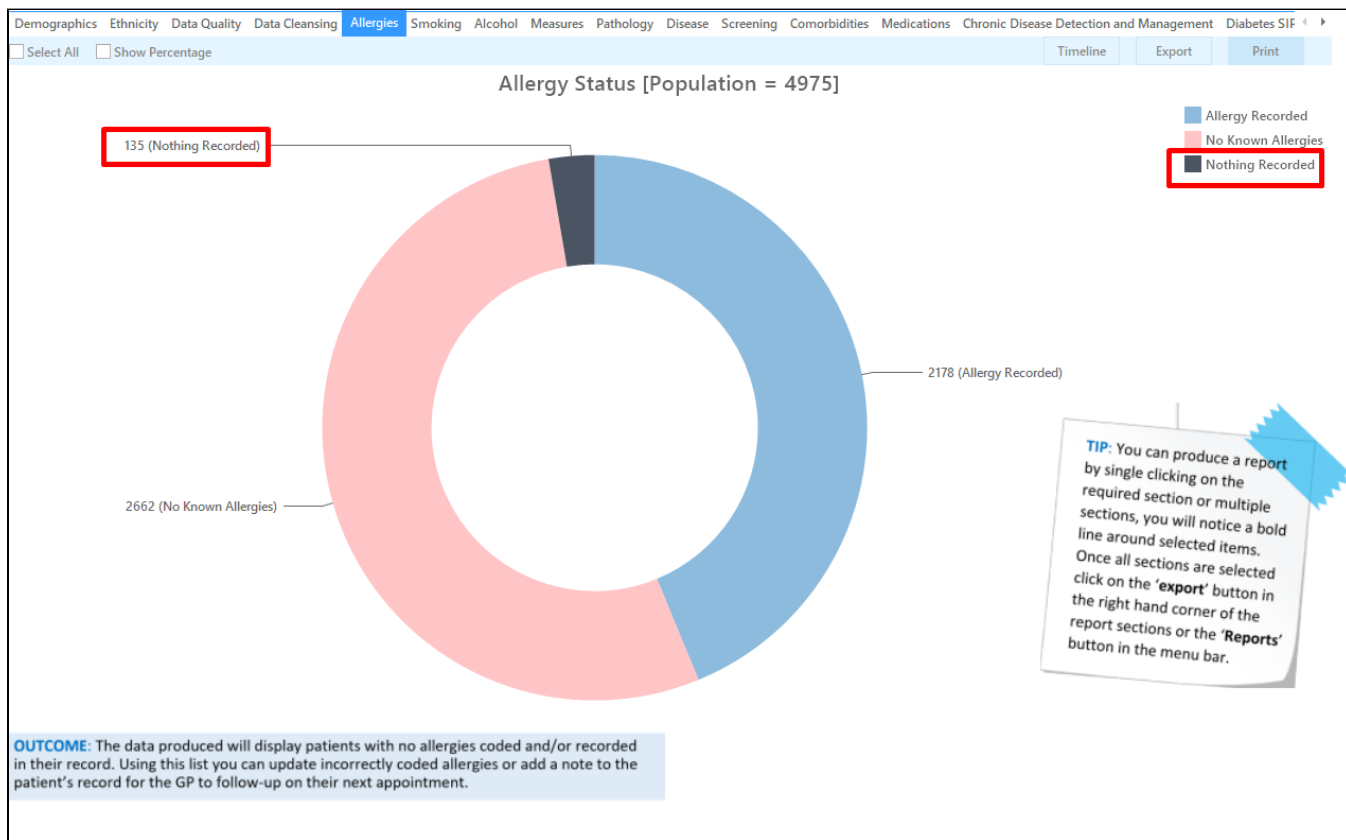 Demographics Ethnicity Data Quality Data Cleansing Allergies Smoking Alcohol Measures Pathology Disease Screening Comorbidities Medications Chronic Disease Detection and Management Diabetes SIP
Select All Show Percentage Timeline Export Print
Allergy Status [Population = 4975]
Allergy Recorded
No Known Allergies
Nothing Recorded
135 (Nothing Recorded)
2178 (Allergy Recorded)
2662 (No Known Allergies)
TIP: You can produce a report
by single clicking on the
required section or multiple
sections, you will notice a bold
line around selected items.
Once all sections are selected
click on the ‘export’ button in
the right hand corner of the
report sections or the ‘Reports’
button in the menu bar.
OUTCOME: The data produced will display patients with no allergies coded and/or recorded
in their record. Using this list you can update incorrectly coded allergies or add a note to the
patient’s record for the GP to follow-up on their next appointment.